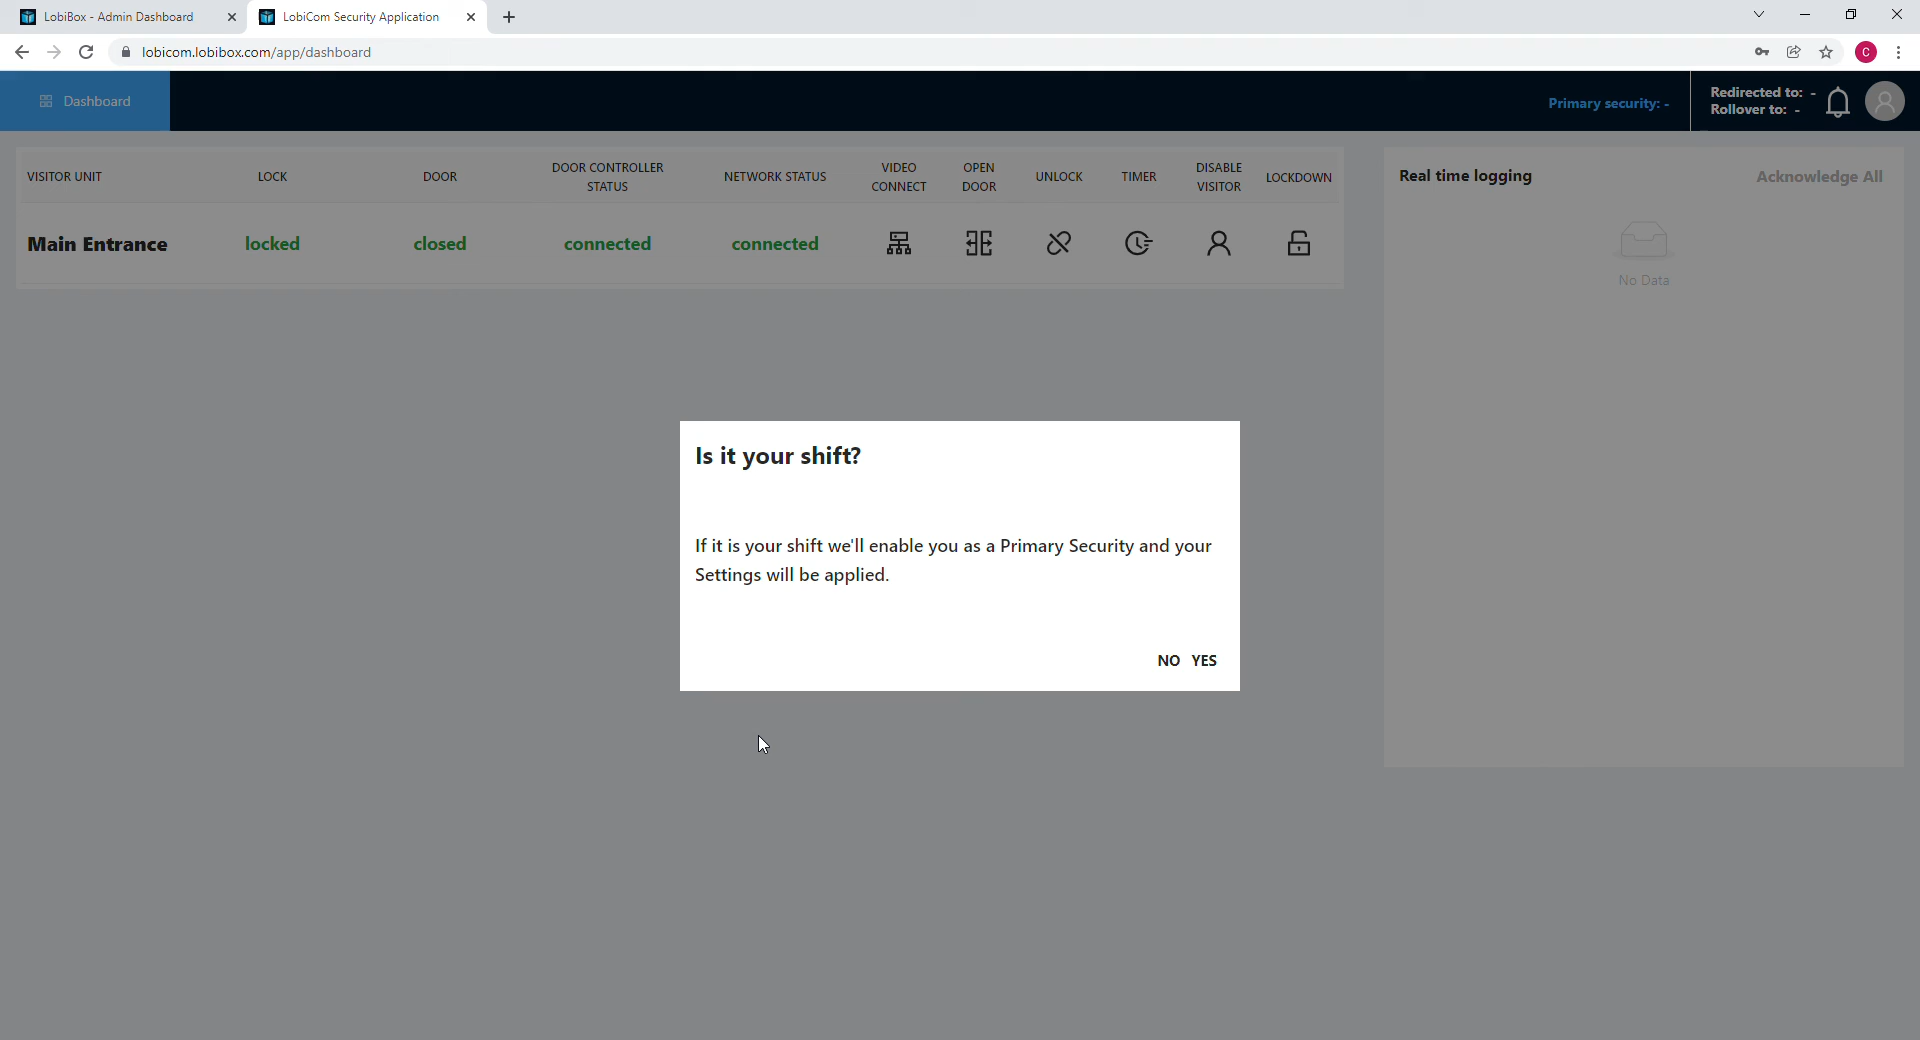 LobiBox - Admin Dashboard
LobiCom Security Application
lobicom.lobibox.com/app/dashboard
C
Dashboard
Primary security: -
Redirected to: -
Rollover to: -
VISITOR UNIT
LOCK
DOOR
DOOR CONTROLLER
STATUS
NETWORK STATUS
VIDEO
CONNECT
OPEN
DOOR
UNLOCK
TIMER
DISABLE
VISITOR
LOCKDOWN
Main Entrance
locked
closed
connected
connected
Real time logging
Acknowledge All
No Data
Is it your shift?
If it is your shift we'll enable you as a Primary Security and your
Settings will be applied.
NO YES